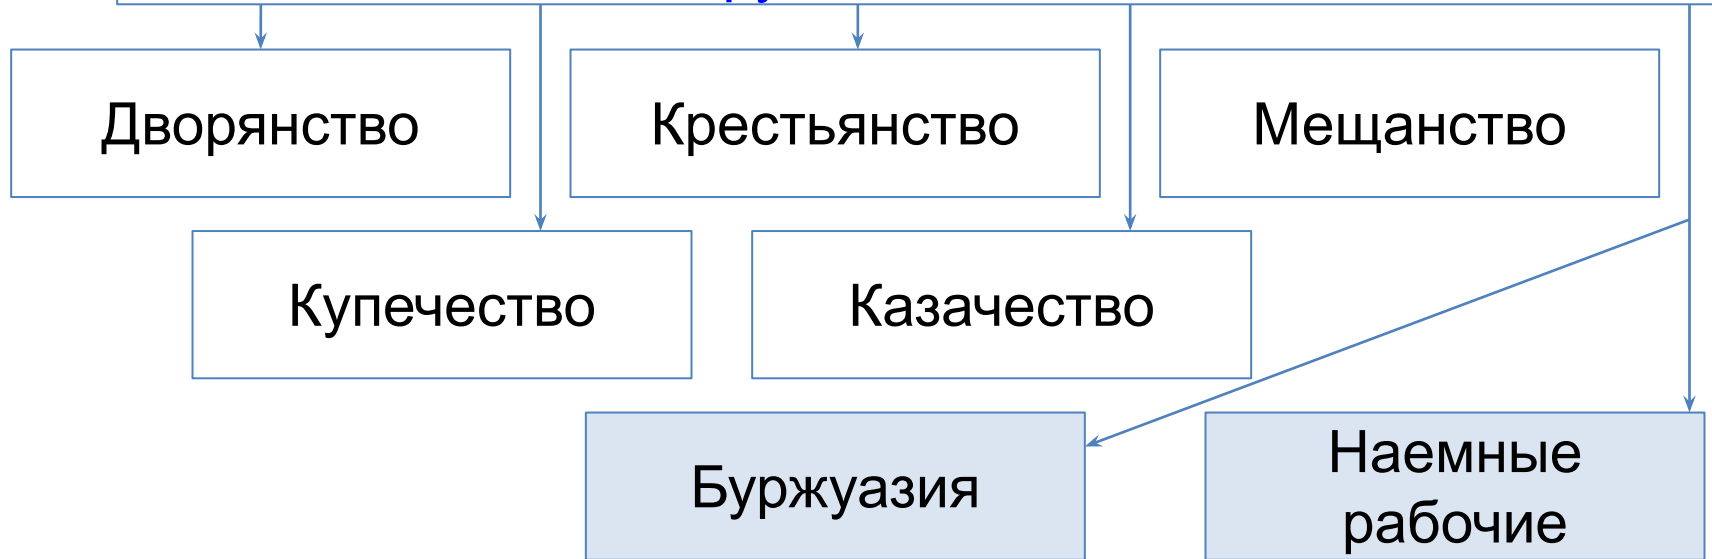 Дворянство
Крестьянство
Мещанство
Купечество
Казачество
Буржуазия
Наемные
рабочие